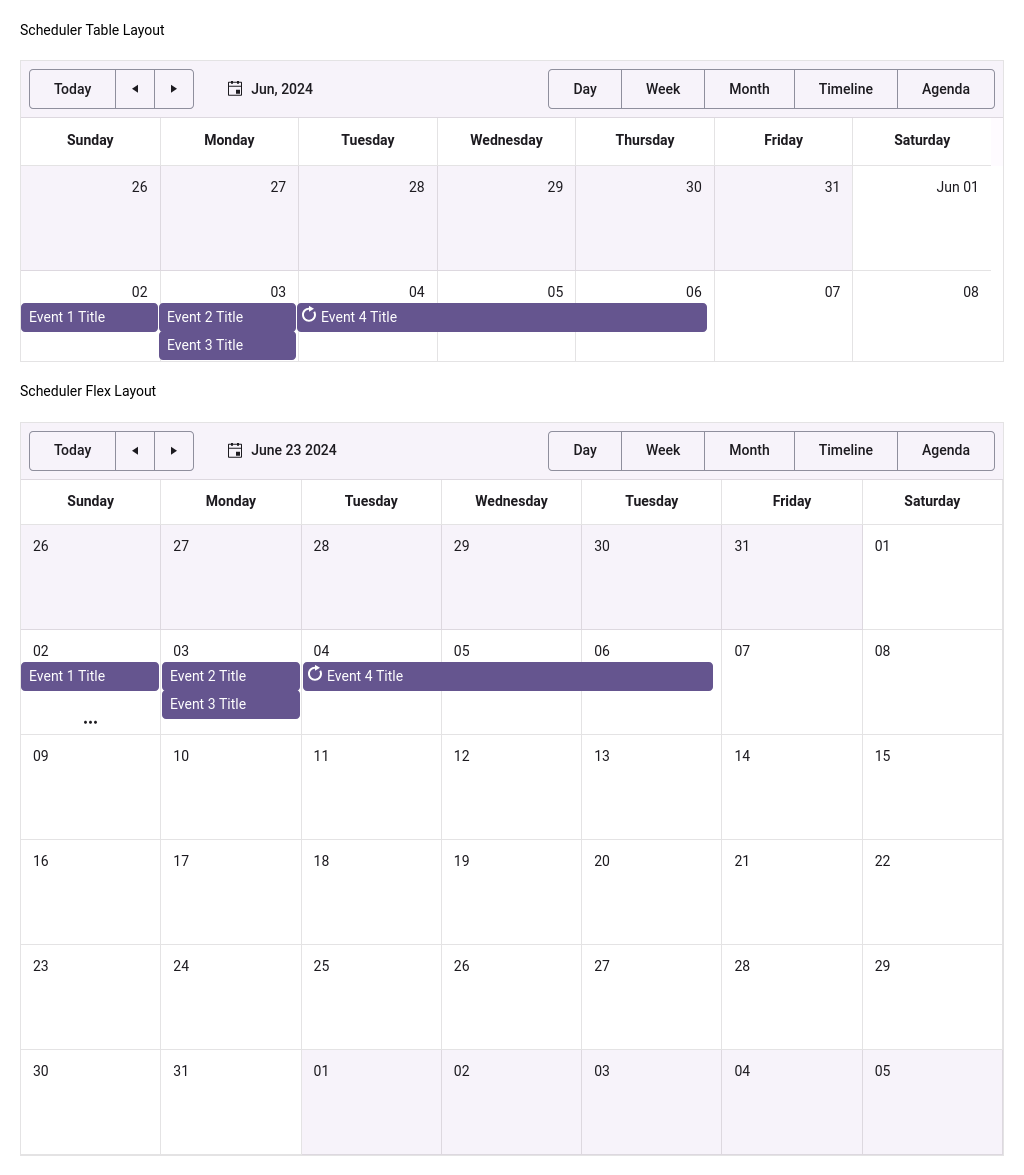 Scheduler Table Layout
Today Jun, 2024 Day Week Month Timeline Agenda
Sunday Monday Tuesday Wednesday Thursday Friday Saturday
26 27 28 29 30 31 Jun 01
02 03 04 05 06 07 08
Event 1 Title Event 2 Title Event 4 Title
Event 3 Title
Scheduler Flex Layout
Today June 23 2024 Day Week Month Timeline Agenda
Sunday Monday Tuesday Wednesday Tuesday Friday Saturday
26 27 28 29 30 31 01
02 03 04 05 06 07 08
Event 1 Title Event 2 Title Event 4 Title
Event 3 Title
...
09 10 11 12 13 14 15
16 17 18 19 20 21 22
23 24 25 26 27 28 29
30 31 01 02 03 04 05